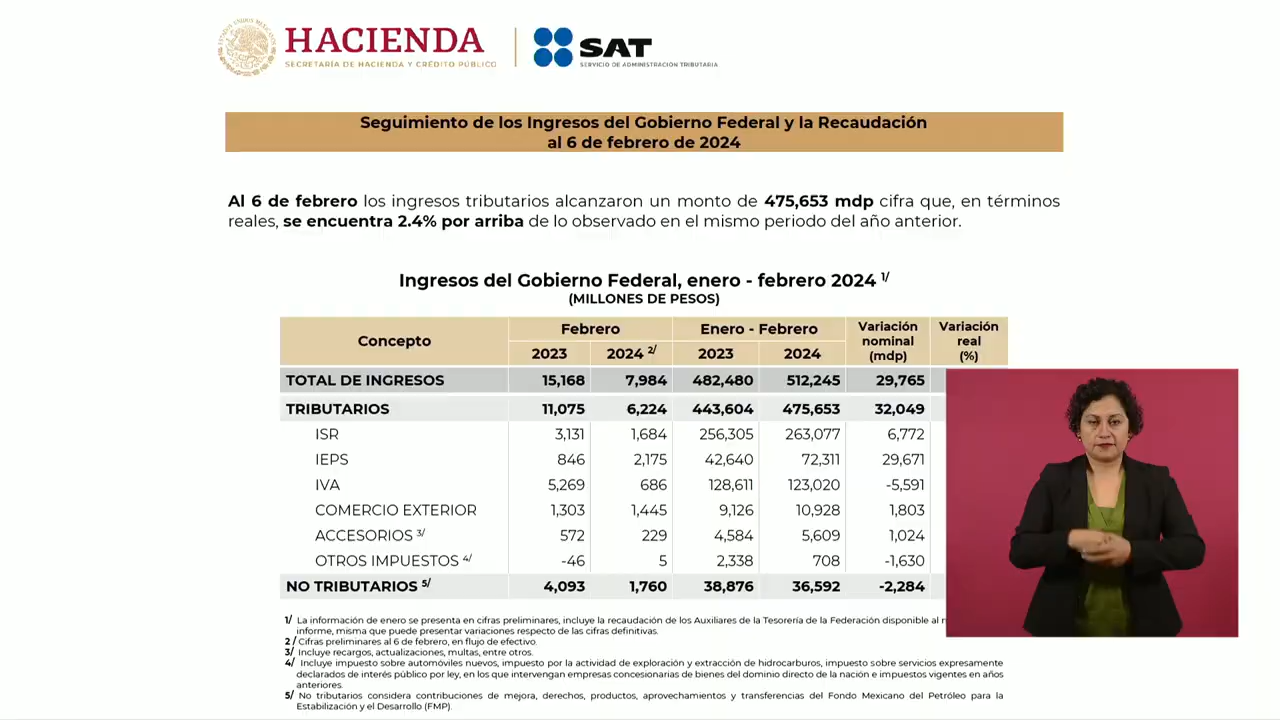 HACIENDA
SECRETARÍA DE HACIENDA Y CRÉDITO PÚBLICO
SAT
SERVICIO DE ADMINISTRACIÓN TRIBUTARIA
Seguimiento de los Ingresos del Gobierno Federal y la Recaudación
al 6 de febrero de 2024
Al 6 de febrero los ingresos tributarios alcanzaron un monto de 475,653 mdp cifra que, en términos
reales, se encuentra 2.4% por arriba de lo observado en el mismo periodo del año anterior.
Ingresos del Gobierno Federal, enero - febrero 2024 1/
(MILLONES DE PESOS)
Concepto Febrero Enero - Febrero Variación nominal (mdp) Variación real (%)
2023 2024 2/ 2023 2024
TOTAL DE INGRESOS 15,168 7,984 482,480 512,245 29,765
TRIBUTARIOS 11,075 6,224 443,604 475,653 32,049
ISR 3,131 1,684 256,305 263,077 6,772
IEPS 846 2,175 42,640 72,311 29,671
IVA 5,269 686 128,611 123,020 -5,591
COMERCIO EXTERIOR 1,303 1,445 9,126 10,928 1,803
ACCESORIOS 3/ 572 229 4,584 5,609 1,024
OTROS IMPUESTOS 4/ -46 5 2,338 708 -1,630
NO TRIBUTARIOS 5/ 4,093 1,760 38,876 36,592 -2,284
1/ La información de enero se presenta en cifras preliminares, incluye la recaudación de los Auxiliares de la Tesorería de la Federación disponible al
informe, misma que puede presentar variaciones respecto de las cifras definitivas.
2 / Cifras preliminares al 6 de febrero, en flujo de efectivo.
3/ Incluye recargos, actualizaciones, multas, entre otros.
4/ Incluye impuesto sobre automóviles nuevos, impuesto por la actividad de exploración y extracción de hidrocarburos, impuesto sobre servicios expresamente
declarados de interés público por ley, en los que intervengan empresas concesionarias de bienes del dominio directo de la nación e impuestos vigentes en años
anteriores.
5/ No tributarios considera contribuciones de mejora, derechos, productos, aprovechamientos y transferencias del Fondo Mexicano del Petróleo para la
Estabilización y el Desarrollo (FMP).